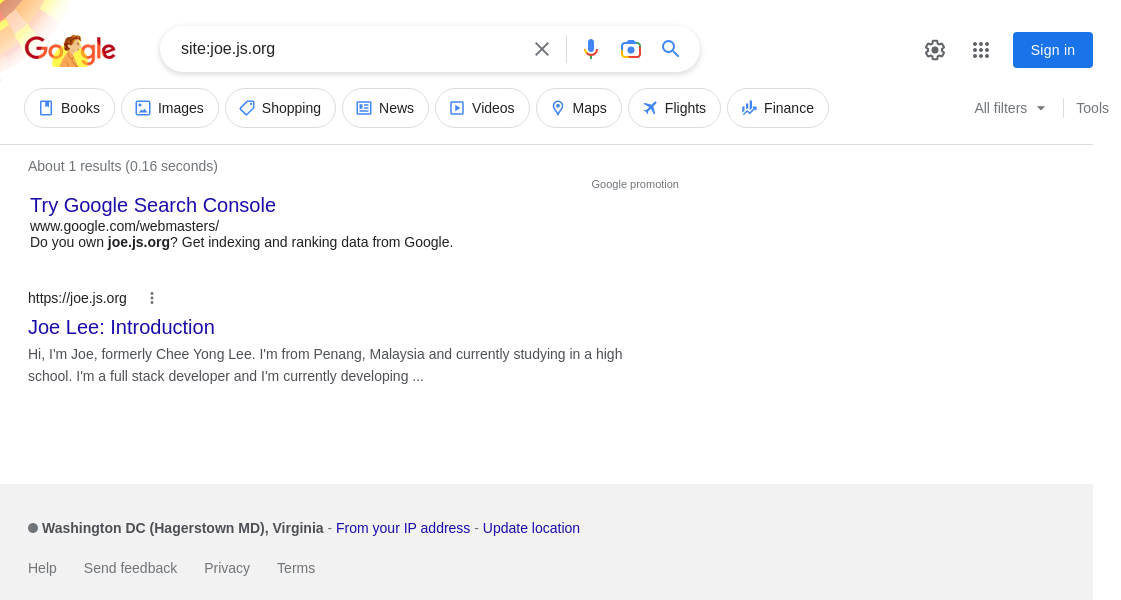 Google
site:joe.js.org
Sign in
Books
Images
Shopping
News
Videos
Maps
Flights
Finance
All filters
Tools
About 1 results (0.16 seconds)
Google promotion
Try Google Search Console
www.google.com/webmasters/
Do you own joe.js.org? Get indexing and ranking data from Google.
https://joe.js.org
Joe Lee: Introduction
Hi, I'm Joe, formerly Chee Yong Lee. I'm from Penang, Malaysia and currently studying in a high
school. I'm a full stack developer and I'm currently developing ...
Washington DC (Hagerstown MD), Virginia - From your IP address - Update location
Help
Send feedback
Privacy
Terms